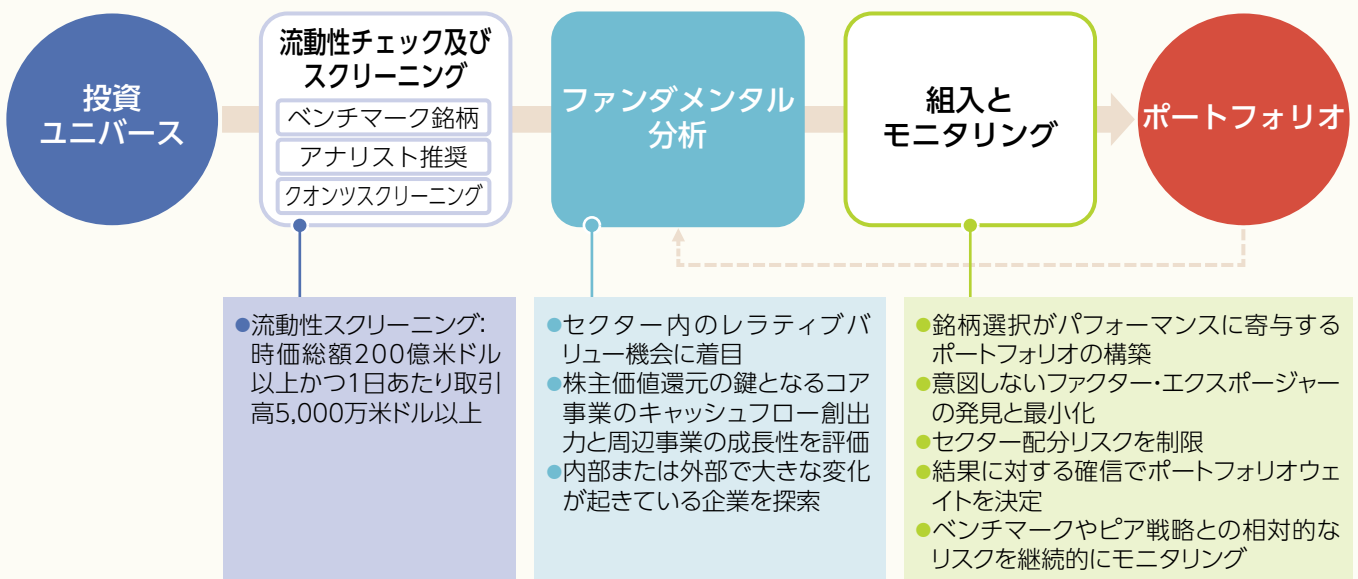 投資
ユニバース
流動性チェック及び
スクリーニング
ベンチマーク銘柄
アナリスト推奨
クオンツスクリーニング
ファンダメンタル
分析
組入と
モニタリング
ポートフォリオ
●流動性スクリーニング:
時価総額200億米ドル
以上かつ1日あたり取引
高5,000万米ドル以上
●セクター内のレラティブバ
リュー機会に着目
●株主価値還元の鍵となるコア
事業のキャッシュフロー創出
力と周辺事業の成長性を評価
●内部または外部で大きな変化
が起きている企業を探索
●銘柄選択がパフォーマンスに寄与する
ポートフォリオの構築
●意図しないファクター・エクスポージャー
の発見と最小化
●セクター配分リスクを制限
●結果に対する確信でポートフォリオウェ
イトを決定
●ベンチマークやピア戦略との相対的な
リスクを継続的にモニタリング